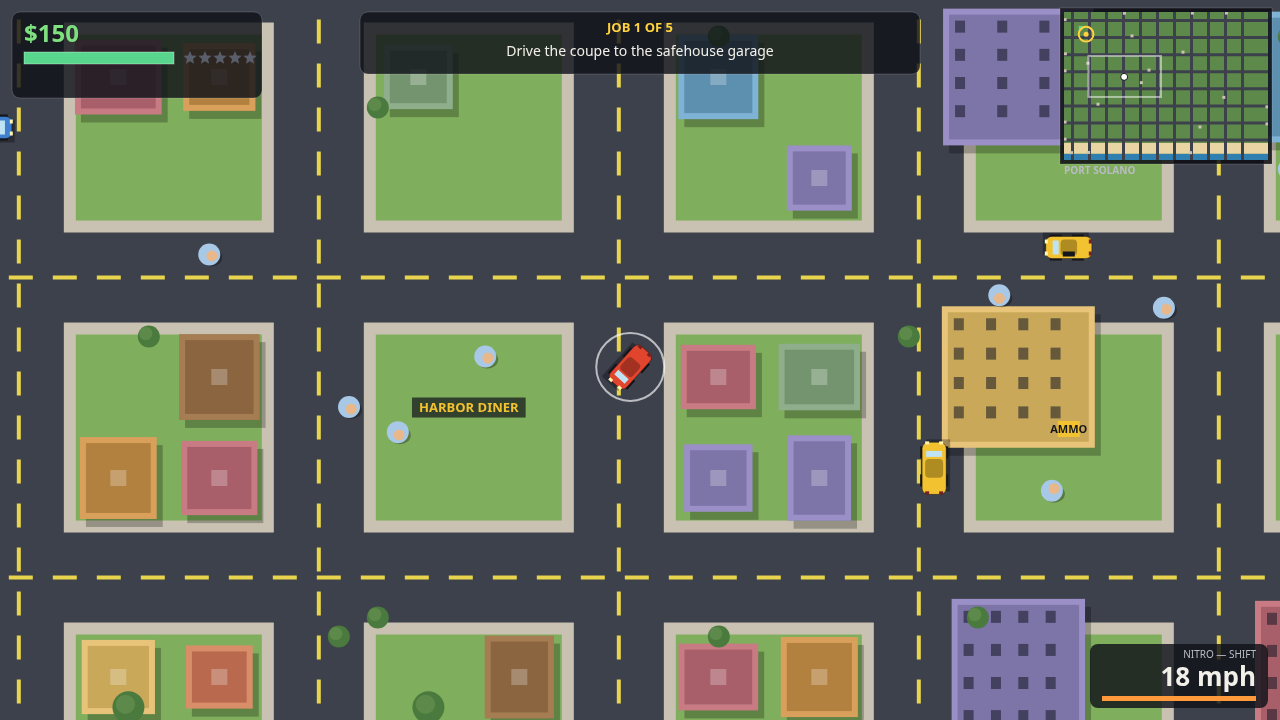 $150
JOB 1 OF 5
Drive the coupe to the safehouse garage
PORT SOLANO
HARBOR DINER
AMMO
NITRO — SHIFT
18 mph